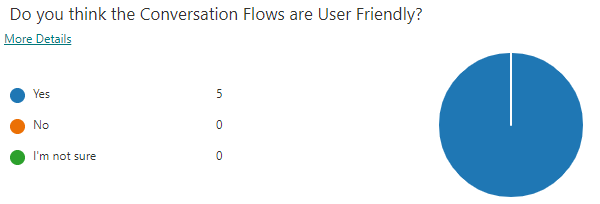 Do you think the Conversation Flows are User Friendly?
More Details
Yes 5
No 0
I'm not sure 0